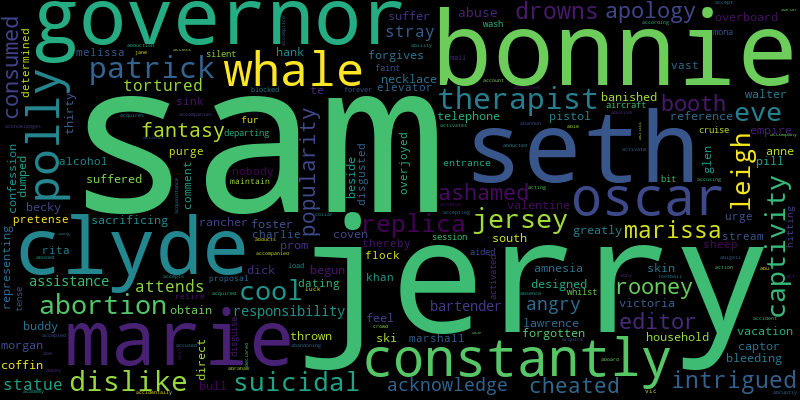 governor
bonnie
drowns
apology
consumed
determined
melissa
hank
suffer
stray
abuse
overboard
wash
mona
silent
forgives
patrick
whale
necklace
vast
tortured
elevator
therapist
banished
walter
sam
polly
thirty
sink
te
telephone
pistol
booth
eve
fur
departing
fantasy
popularity
reference
empire
purge
beside
disgusted
overjoyed
seth
cruise
aircraft
anne
confession
dumped
alcohol
comment
nobody
maintain
entrance
glen
pill
leigh
suffered
becky
ashamed
oscar
bit
captivity
pretense
sacrificing
rancher
foster
valentine
urge
replica
jersey
marissa
clyde
charlie
coven
session
south
greatly
stream
hitting
representing
rita
prom
thereby
flock
aided
sheep
assistance
dick
begun
khan
amnesia
skin
attends
cool
dating
jerry
designed
whilst
rooney
tense
abortion
obtain
responsibility
bartender
angry
victoria
buddy
marie
disguise
thrown
feel
lawrence
forgotten
editor
household
vacation
morgan
direct
ski
marshall
captor
bleeding
coffin
constantly
statue
dislike
bull
suicidal
acknowledge
cheated
intrigued